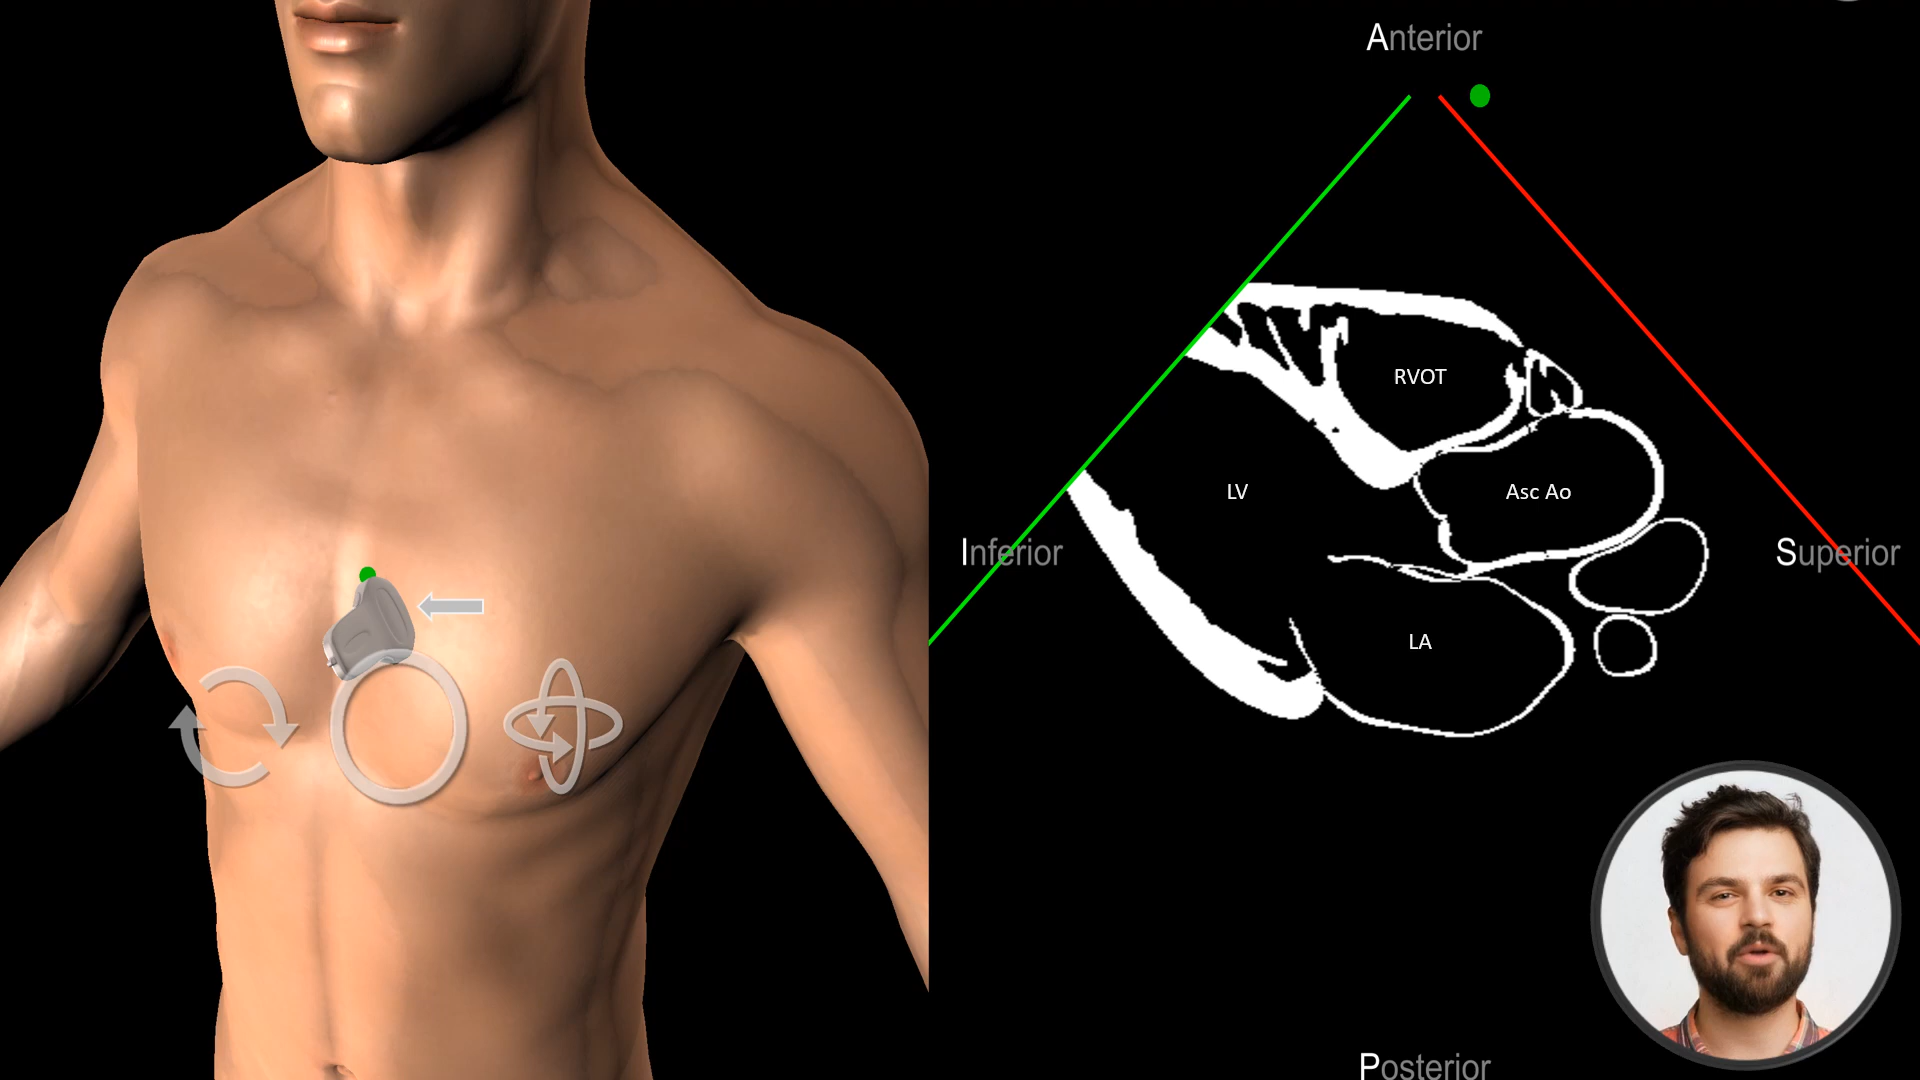 Anterior
RVOT
LV
Asc Ao
Inferior
Superior
LA
Posterior